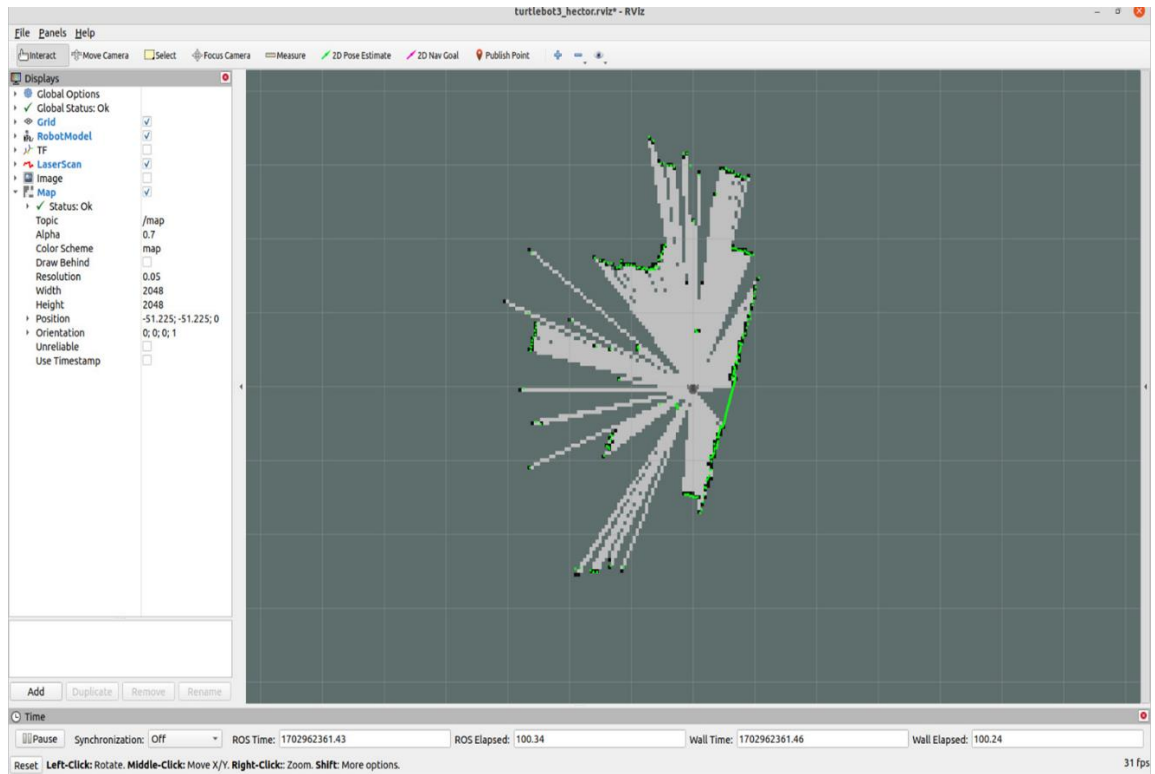 turtlebot3_hector.rviz* - RViz
File Panels Help
Interact Move Camera Select Focus Camera Measure 2D Pose Estimate 2D Nav Goal Publish Point
Displays
Global Options
Global Status: Ok
Grid
RobotModel
TF
LaserScan
Image
Map
Status: Ok
Topic /map
Alpha 0.7
Color Scheme map
Draw Behind
Resolution 0.05
Width 2048
Height 2048
Position -51.225; -51.225; 0
Orientation 0; 0; 0; 1
Unreliable
Use Timestamp
Add Duplicate Remove Rename
Time
Pause Synchronization: Off ROS Time: 1702962361.43 ROS Elapsed: 100.34 Wall Time: 1702962361.46 Wall Elapsed: 100.24
Reset Left-Click: Rotate. Middle-Click: Move X/Y. Right-Click:: Zoom. Shift: More options. 31 fps